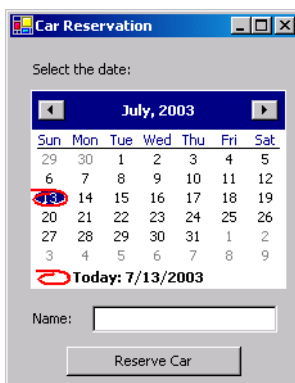 Car Reservation
Select the date:
July, 2003
Sun Mon Tue Wed Thu Fri Sat
29 30 1 2 3 4 5
6 7 8 9 10 11 12
13 14 15 16 17 18 19
20 21 22 23 24 25 26
27 28 29 30 31 1 2
3 4 5 6 7 8 9
Today: 7/13/2003
Name:
Reserve Car